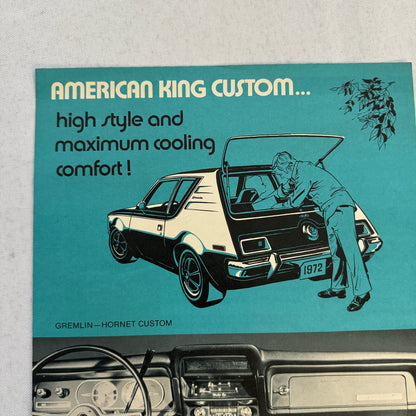 AMERICAN KING CUSTOM...
high style and
maximum cooling
comfort!
1972
GREMLIN—HORNET CUSTOM